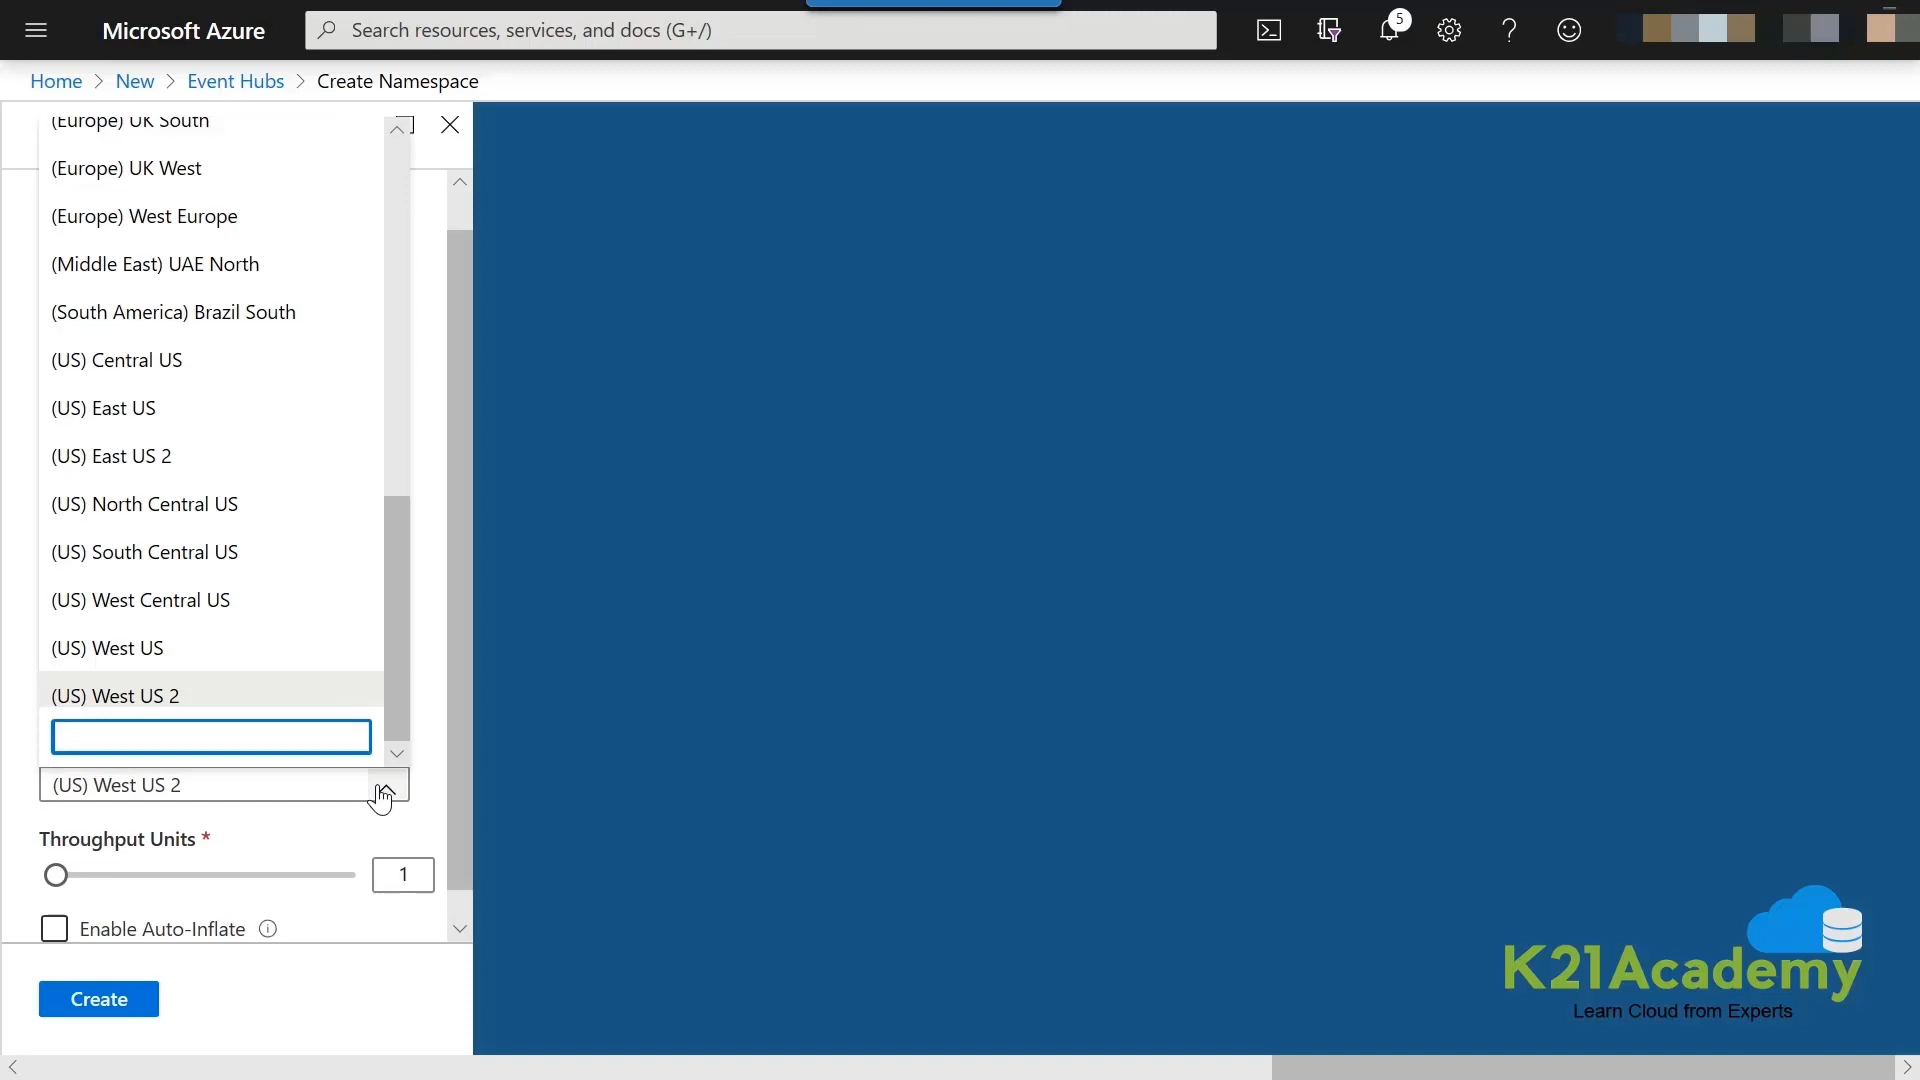 Microsoft Azure
Search resources, services, and docs (G+/)
5
Home > New > Event Hubs > Create Namespace
(Europe) UK South
(Europe) UK West
(Europe) West Europe
(Middle East) UAE North
(South America) Brazil South
(US) Central US
(US) East US
(US) East US 2
(US) North Central US
(US) South Central US
(US) West Central US
(US) West US
(US) West US 2
(US) West US 2
Throughput Units *
1
Enable Auto-Inflate
Create
K21Academy
Learn Cloud from Experts